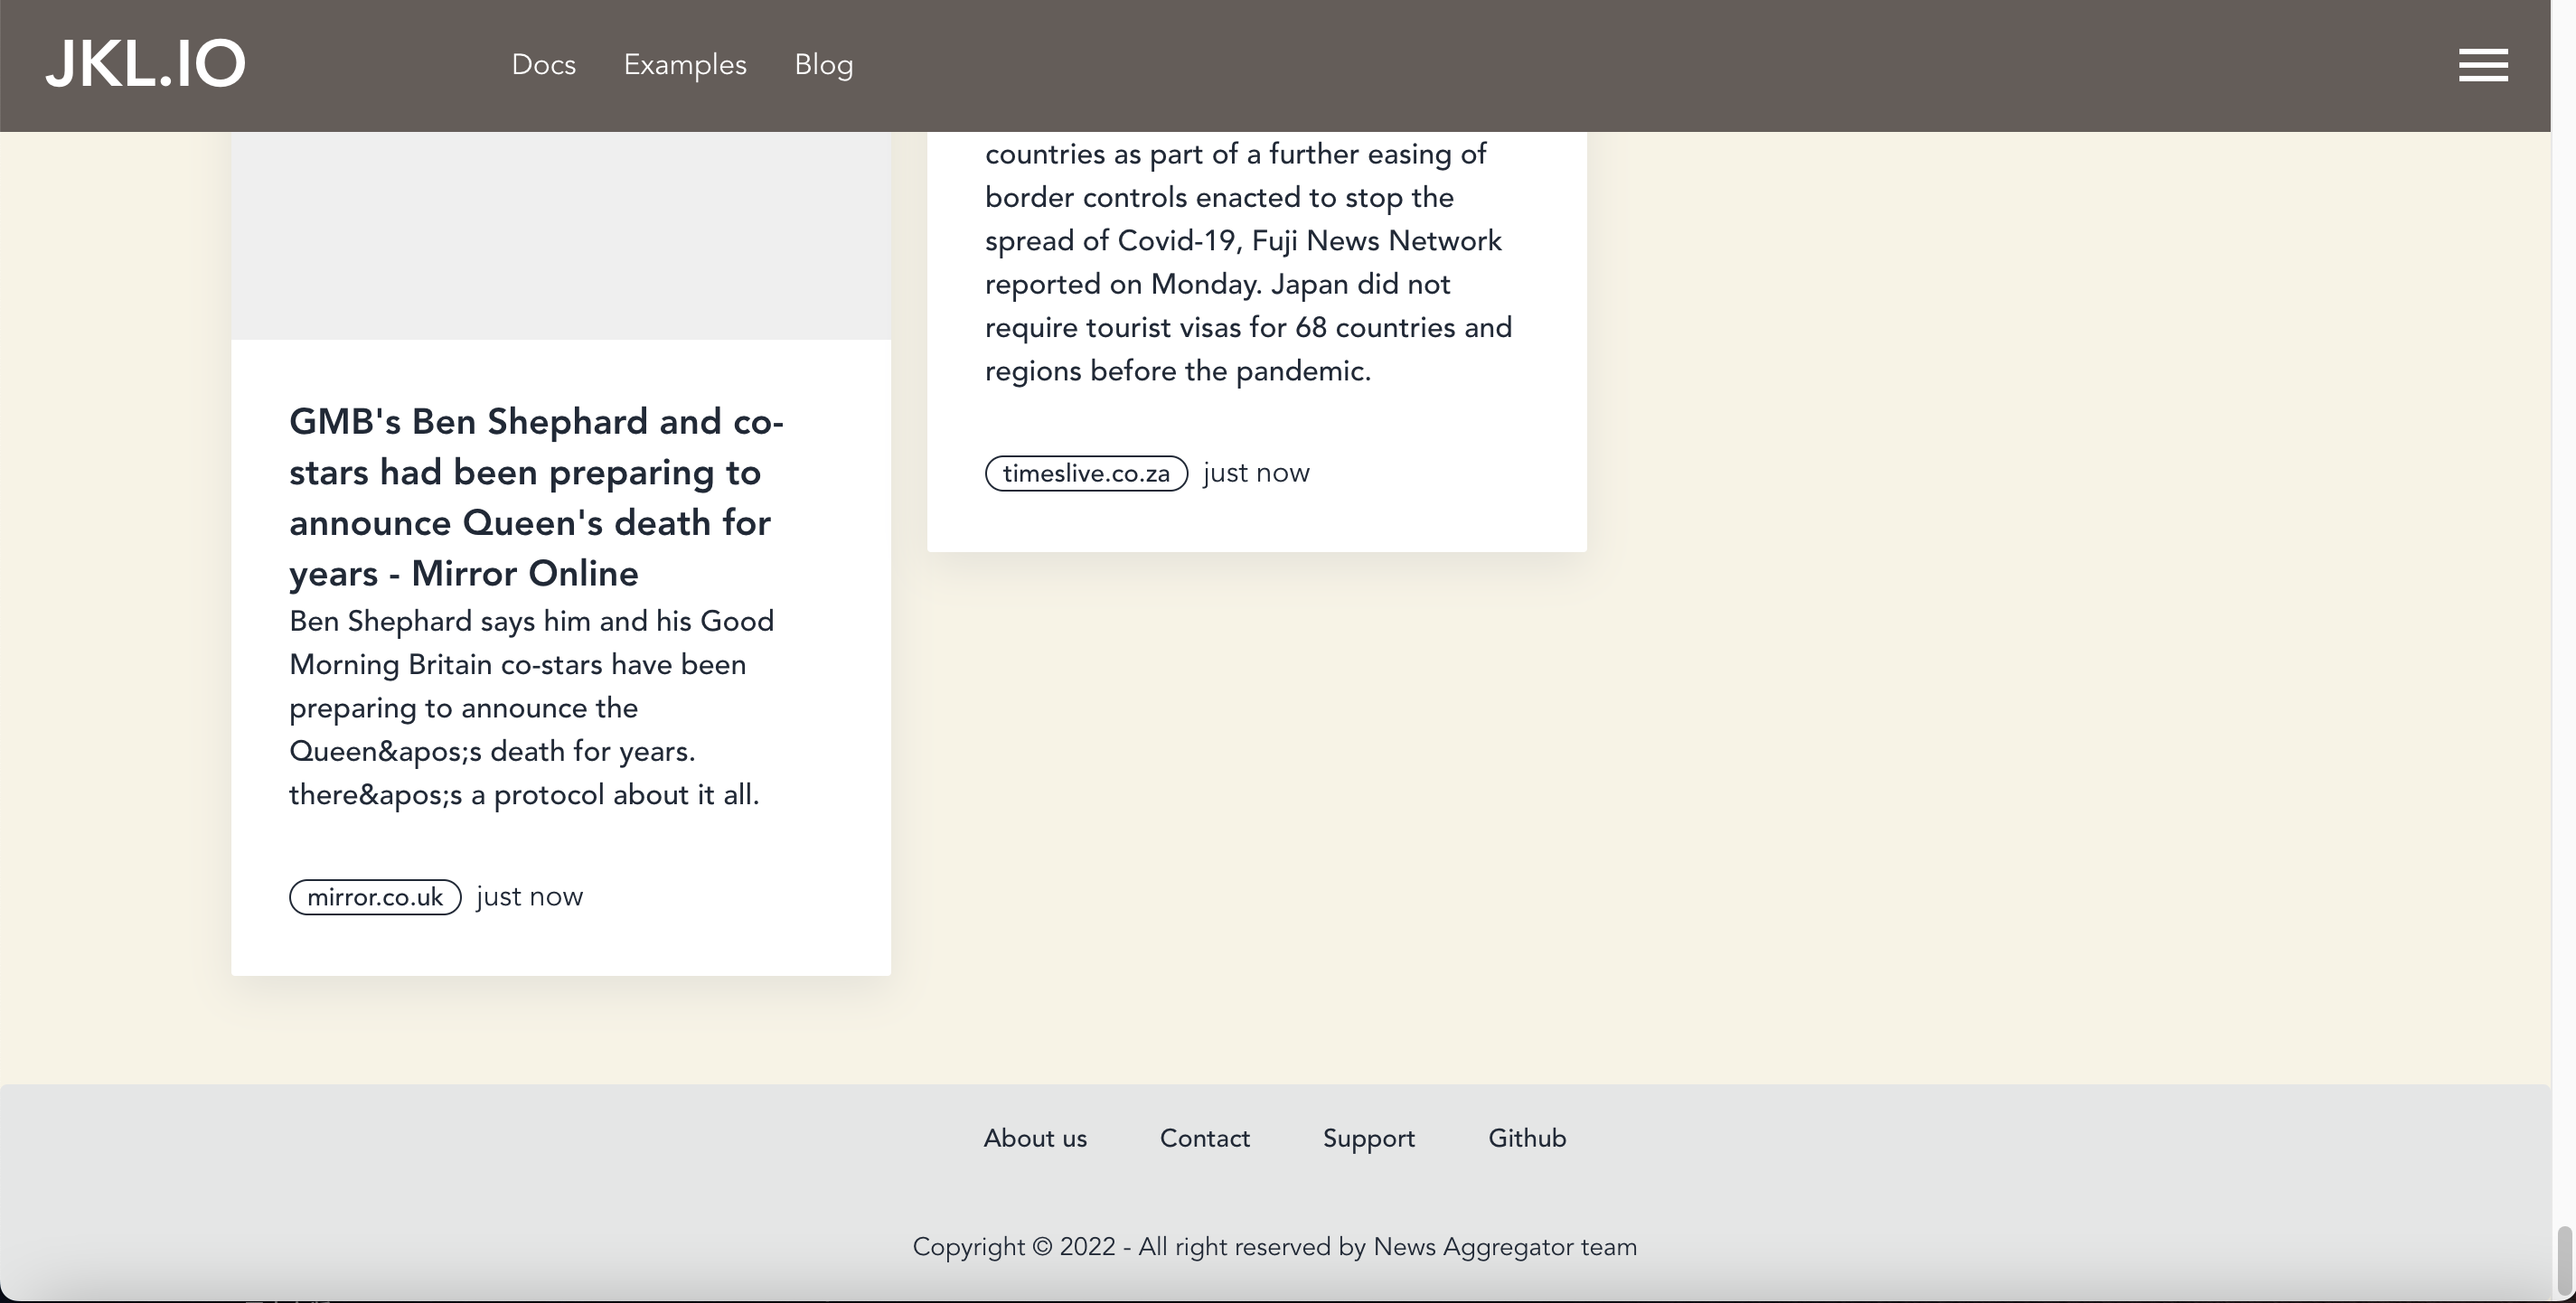 JKL.IO
Docs Examples Blog
GMB's Ben Shephard and co-
stars had been preparing to
announce Queen's death for
years - Mirror Online
Ben Shephard says him and his Good
Morning Britain co-stars have been
preparing to announce the
Queen&apos;s death for years.
there&apos;s a protocol about it all.
mirror.co.uk just now
countries as part of a further easing of
border controls enacted to stop the
spread of Covid-19, Fuji News Network
reported on Monday. Japan did not
require tourist visas for 68 countries and
regions before the pandemic.
timeslive.co.za just now
About us Contact Support Github
Copyright © 2022 - All right reserved by News Aggregator team